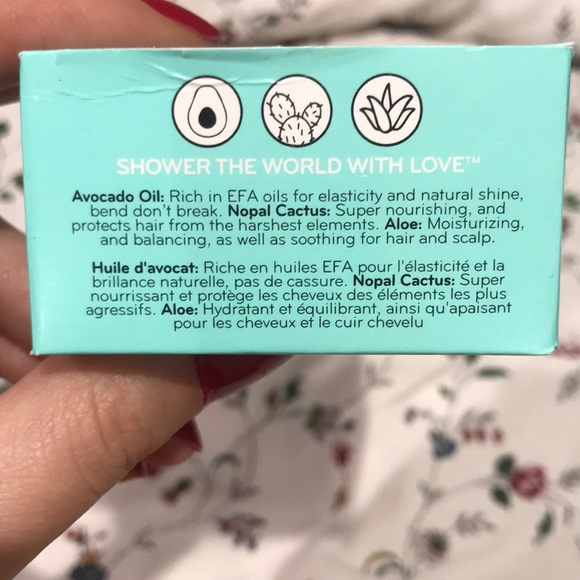 SHOWER THE WORLD WITH LOVE™
Avocado Oil: Rich in EFA oils for elasticity and natural shine,
bend don't break. Nopal Cactus: Super nourishing, and
protects hair from the harshest elements. Aloe: Moisturizing,
and balancing, as well as soothing for hair and scalp.
Huile d'avocat: Riche en huiles EFA pour l'élasticité et la
brillance naturelle, pas de cassure. Nopal Cactus: Super
nourrissant et protège les cheveux des éléments les plus
agressifs. Aloe: Hydratant et équilibrant, ainsi qu'apaisant
pour les cheveux et le cuir chevelu